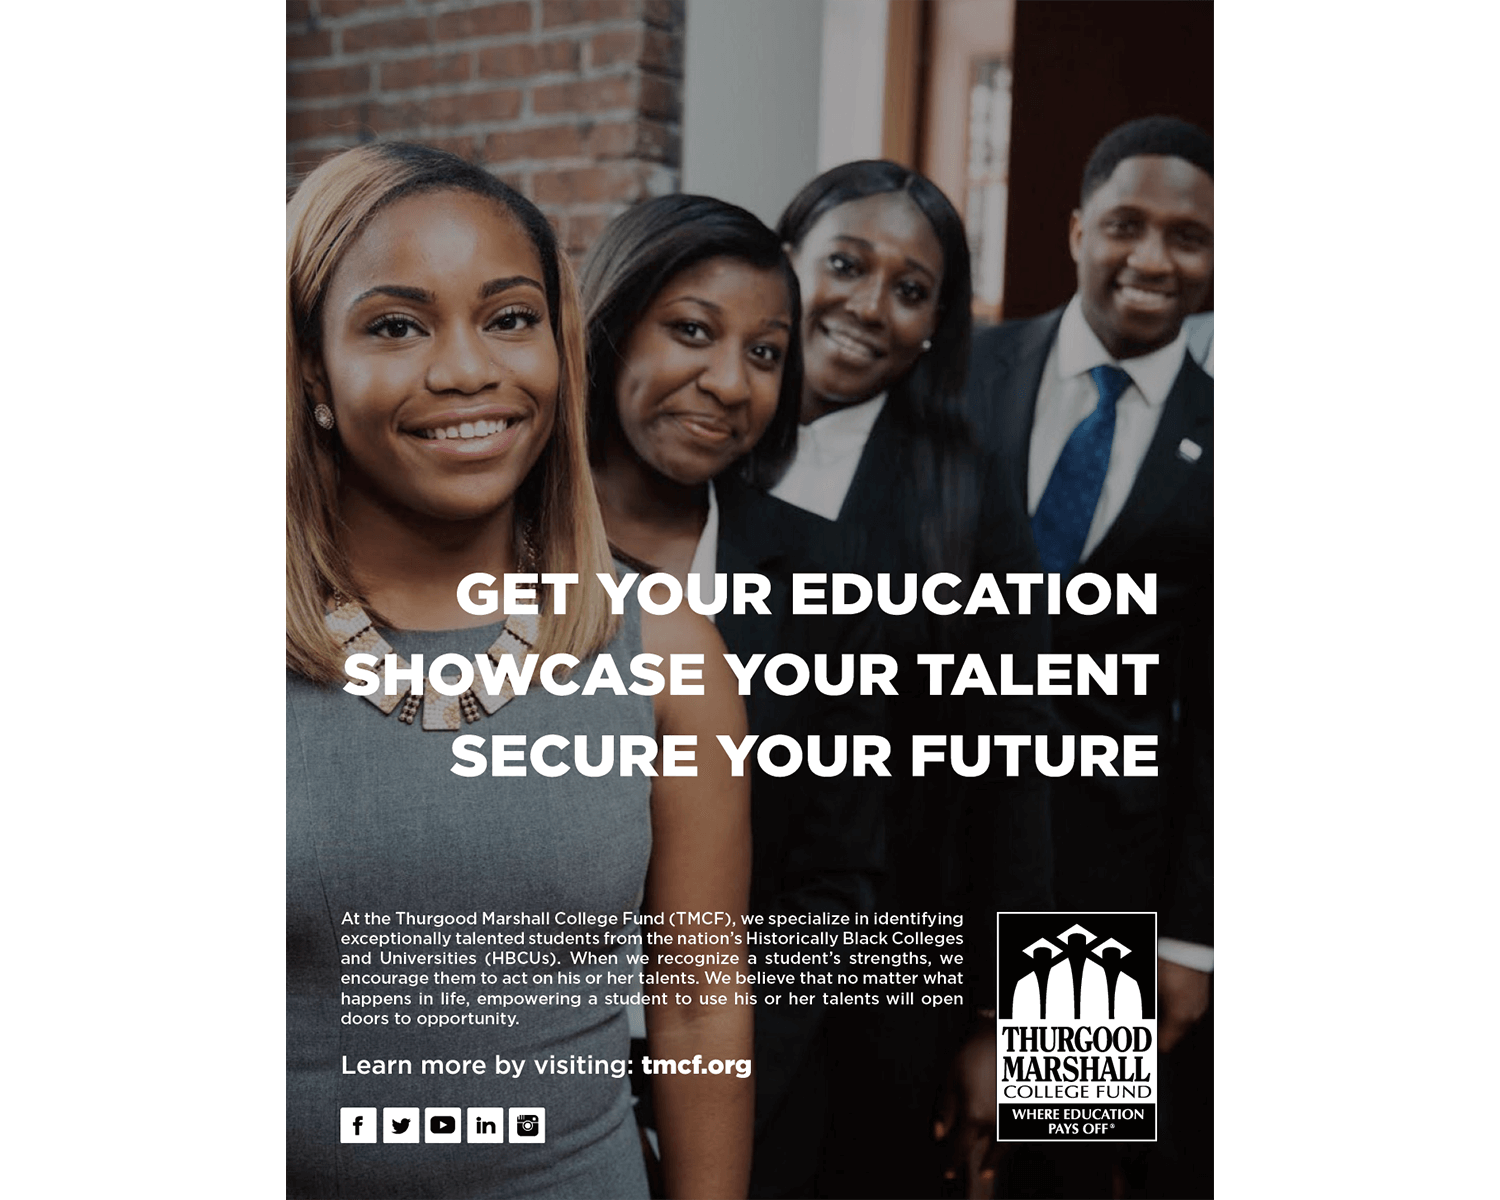 GET YOUR EDUCATION
SHOWCASE YOUR TALENT
SECURE YOUR FUTURE
At the Thurgood Marshall College Fund (TMCF), we specialize in identifying
exceptionally talented students from the nation's Historically Black Colleges
and Universities (HBCUs). When we recognize a student's strengths, we
encourage them to act on his or her talents. We believe that no matter what
happens in life, empowering a student to use his or her talents will open
doors to opportunity.
Learn more by visiting: tmcf.org
THURGOOD
MARSHALL
COLLEGE FUND
WHERE EDUCATION
PAYS OFF®